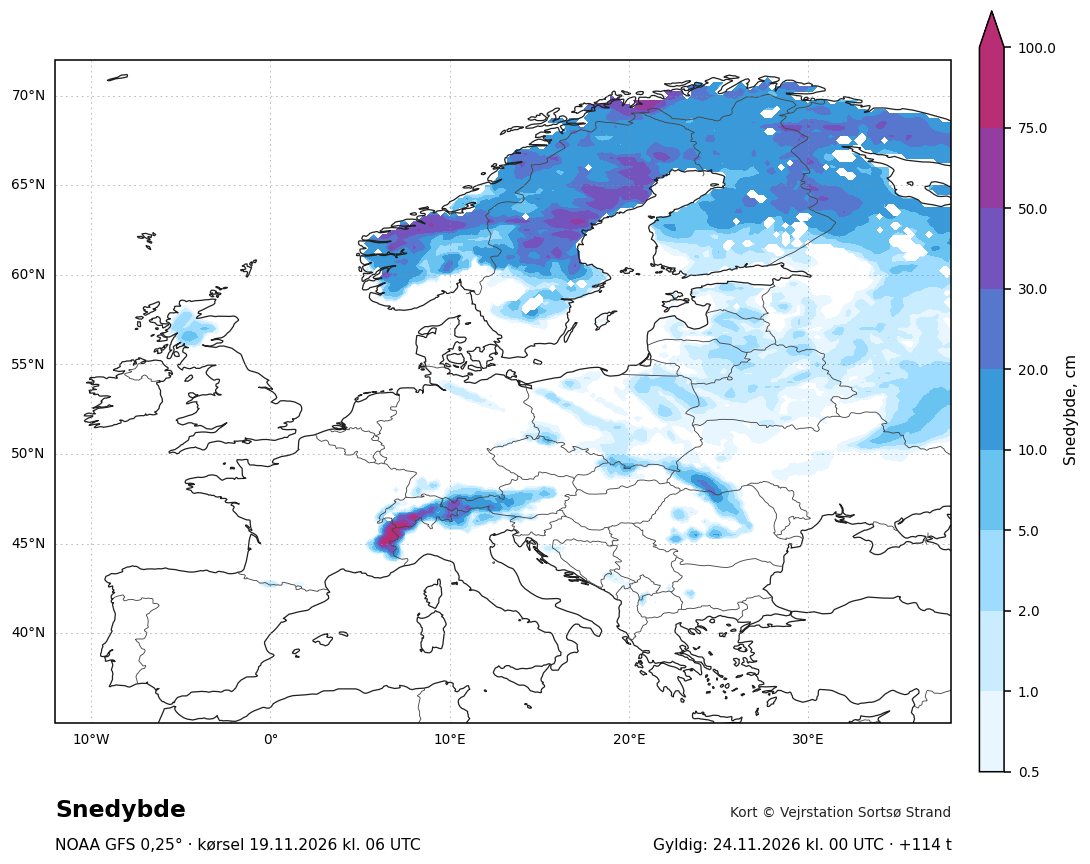 100.0
70°N
75.0
65°N
50.0
60°N
30.0
55°N
20.0
Snedybde, cm
50°N
10.0
45°N
5.0
40°N
2.0
1.0
10°W 0° 10°E 20°E 30°E
0.5
Snedybde
Kort © Vejrstation Sortsø Strand
NOAA GFS 0,25° · kørsel 19.11.2026 kl. 06 UTC
Gyldig: 24.11.2026 kl. 00 UTC · +114 t